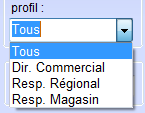 profil :
Tous
Tous
Dir. Commercial
Resp. Régional
Resp. Magasin